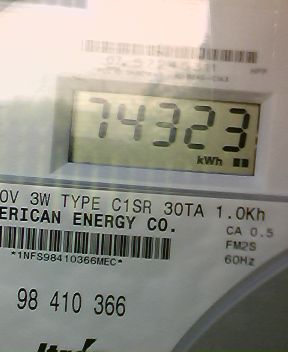 74323
kWh
0V 3W TYPE C1SR 30TA 1.0Kh
ERICAN ENERGY CO.
CA 0.5
FM2S
*1NFS98410366MEC*
60Hz
98 410 366